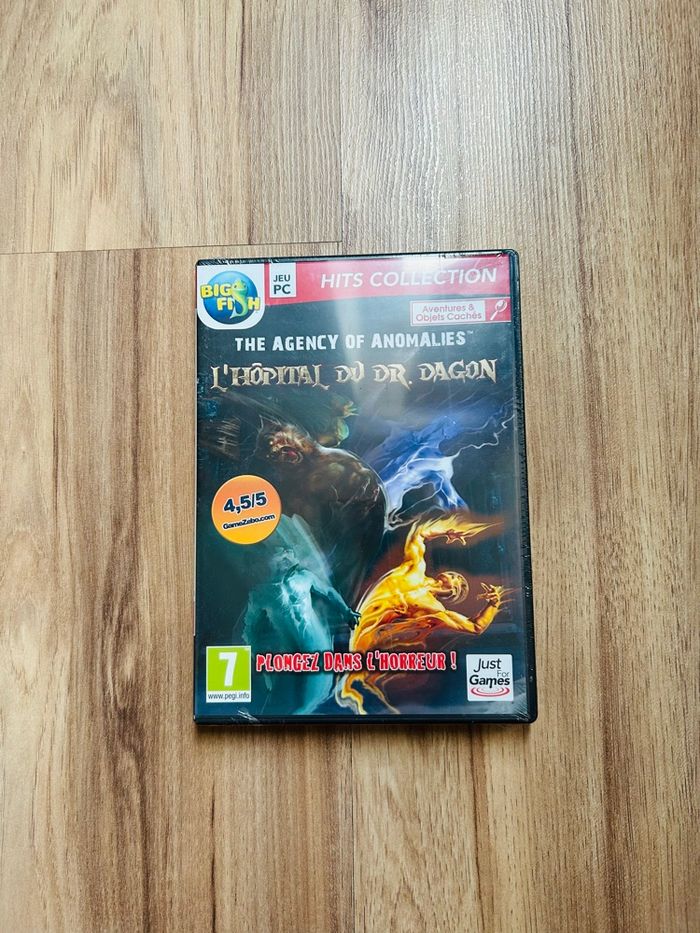 BIG FISH
JEU
PC
HITS COLLECTION
Aventures &
Objets Cachés
THE AGENCY OF ANOMALIES™
L'HÔPITAL DU DR. DAGON
4,5/5
GameZebo.com
7
www.pegi.info
PLONGEZ DANS L'HORREUR !
Just
For
Games